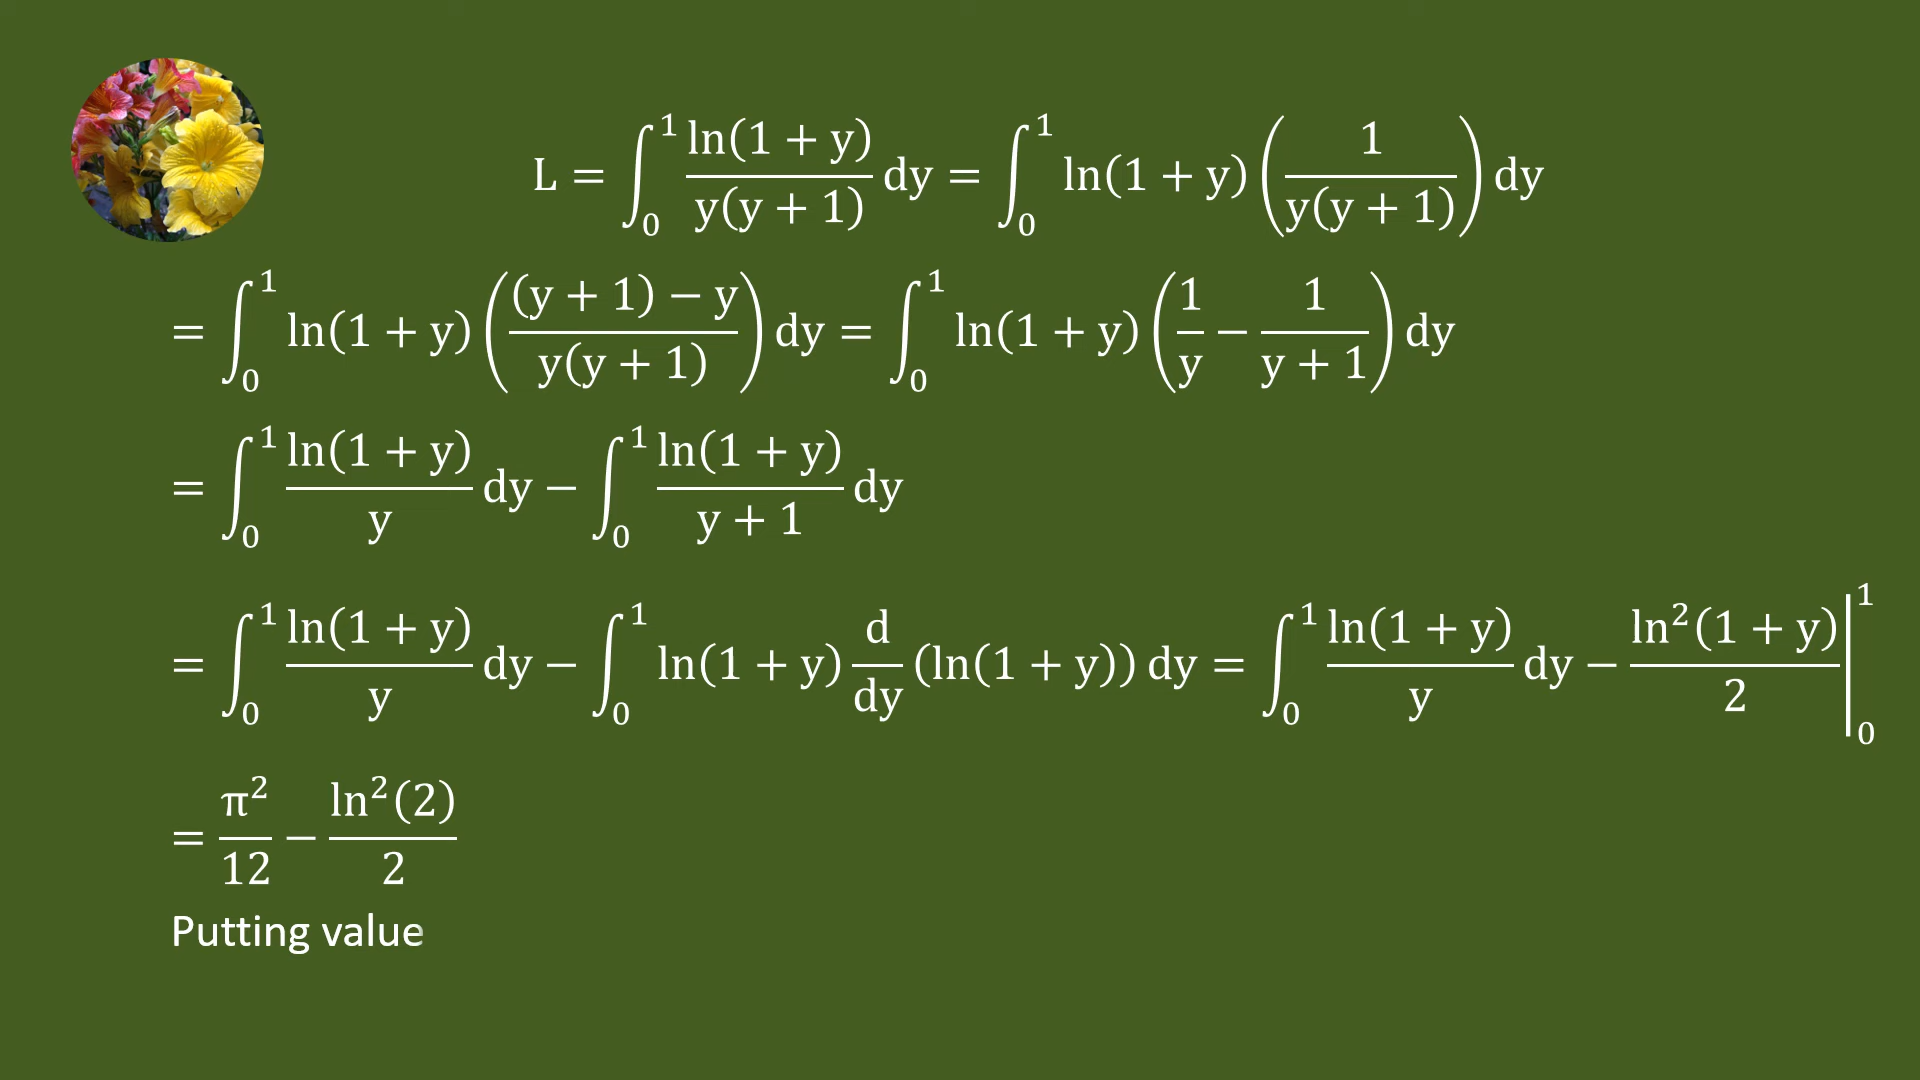 L = ∫₀¹ ln(1 + y)/(y(y + 1)) dy = ∫₀¹ ln(1 + y) (1/(y(y + 1))) dy
= ∫₀¹ ln(1 + y) (((y + 1) − y)/(y(y + 1))) dy = ∫₀¹ ln(1 + y) (1/y − 1/(y + 1)) dy
= ∫₀¹ ln(1 + y)/y dy − ∫₀¹ ln(1 + y)/(y + 1) dy
= ∫₀¹ ln(1 + y)/y dy − ∫₀¹ ln(1 + y) d/dy (ln(1 + y)) dy = ∫₀¹ ln(1 + y)/y dy − ln²(1 + y)/2 |₀¹
= π²/12 − ln²(2)/2
Putting value